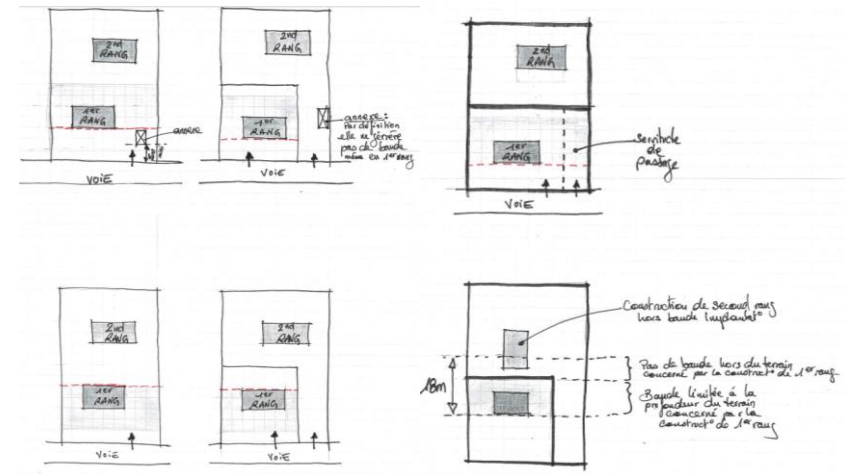 2nd
RANG
1er
RANG
annexe
VOIE
2nd
RANG
1er
RANG
annexe :
Par définition
elle ne génère
pas de bande
même en 1er rang
VOIE
2nd
RANG
1er
RANG
servitude
de
passage
VOIE
2nd
RANG
1er
RANG
VOIE
2nd
RANG
1er
RANG
VOIE
Construction de second rang
hors bande implantat°
18m
Pas de bande hors du terrain
concerné par la construct° de 1er rang
Bande limitée à la
profondeur du terrain
concerné par la
construct° de 1er rang